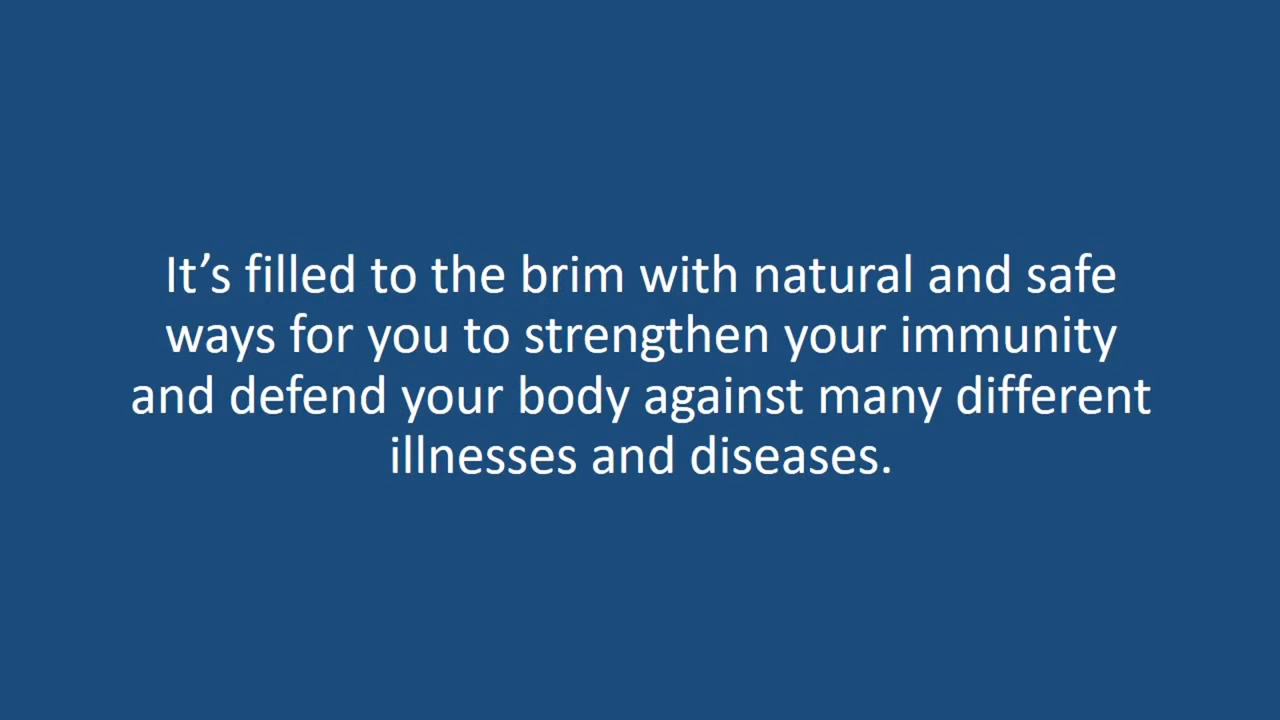 It’s filled to the brim with natural and safe
ways for you to strengthen your immunity
and defend your body against many different
illnesses and diseases.